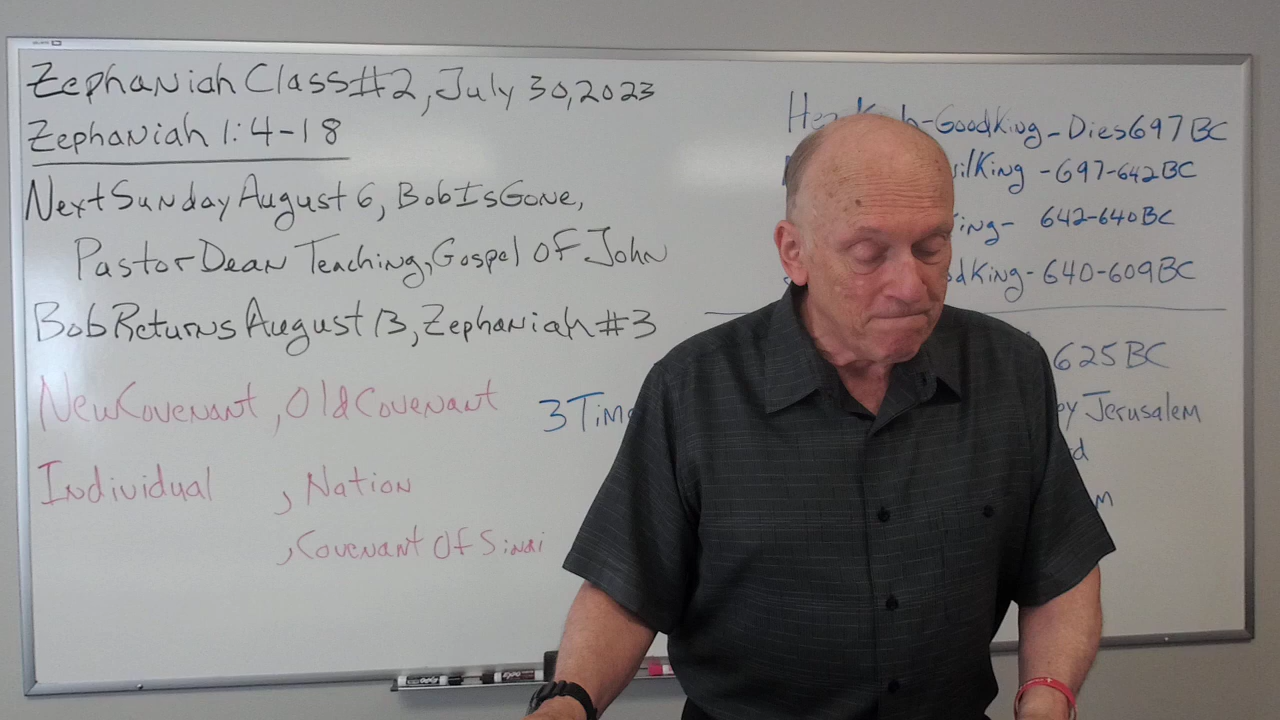 Zephaniah Class #2, July 30, 2023
Zephaniah 1:4-18
Next Sunday August 6, Bob Is Gone,
Pastor Dean Teaching, Gospel Of John
Bob Returns August 13, Zephaniah #3
New Covenant, Old Covenant
Individual, Nation
, Covenant Of Sinai
-Good King - Dies 697 BC
King - 697-642 BC
642-640 BC
King - 640-609 BC
625 BC
3
Jerusalem